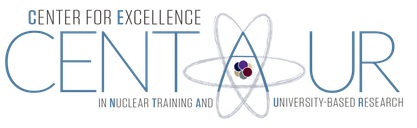 CENTER FOR EXCELLENCE
CENTAUR
IN NUCLEAR TRAINING AND UNIVERSITY-BASED RESEARCH